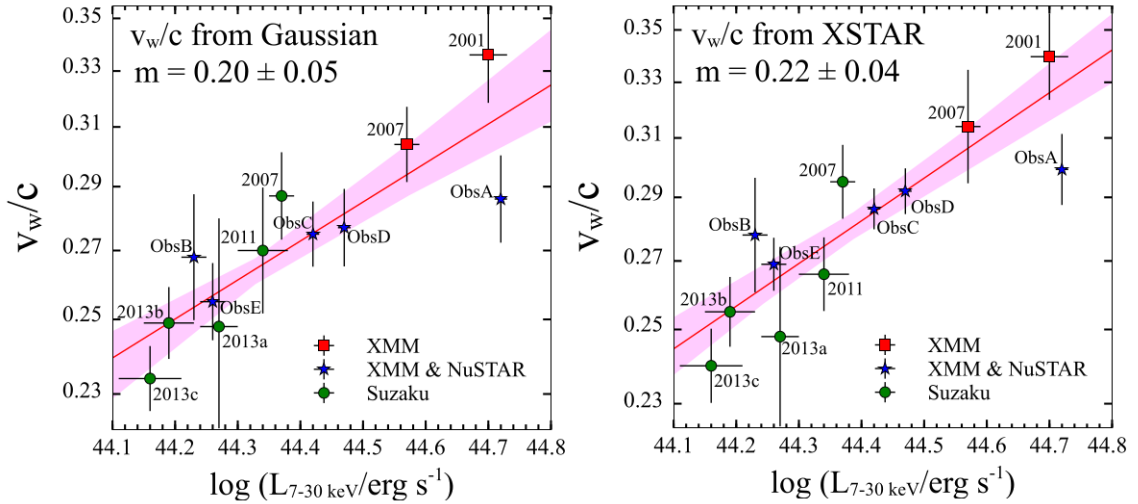 v_w/c from Gaussian
m = 0.20 ± 0.05
v_w/c
0.35
0.33
0.31
0.29
0.27
0.25
0.23
2001
2007
2007
ObsA
ObsC
ObsD
ObsB
2011
ObsE
2013b
2013a
2013c
XMM
XMM & NuSTAR
Suzaku
44.1 44.2 44.3 44.4 44.5 44.6 44.7 44.8
log (L_7-30 keV/erg s^-1)
v_w/c from XSTAR
m = 0.22 ± 0.04
v_w/c
0.35
0.33
0.31
0.29
0.27
0.25
0.23
2001
2007
2007
ObsA
ObsD
ObsC
ObsB
ObsE
2011
2013b
2013a
2013c
XMM
XMM & NuSTAR
Suzaku
44.1 44.2 44.3 44.4 44.5 44.6 44.7 44.8
log (L_7-30 keV/erg s^-1)